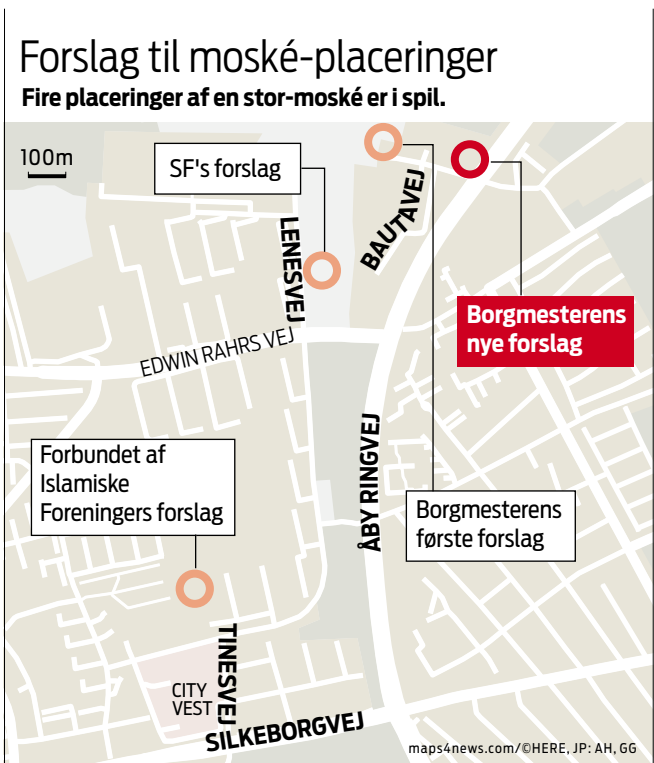 Forslag til moské-placeringer
Fire placeringer af en stor-moské er i spil.
100m
SF's forslag
BAUTAVEJ
LENESVEJ
Borgmesterens
nye forslag
EDWIN RAHRS VEJ
Forbundet af
Islamiske
Foreningers forslag
ÅBY RINGVEJ
Borgmesterens
første forslag
TINESVEJ
CITY
VEST
SILKEBORGVEJ
maps4news.com/©HERE, JP: AH, GG